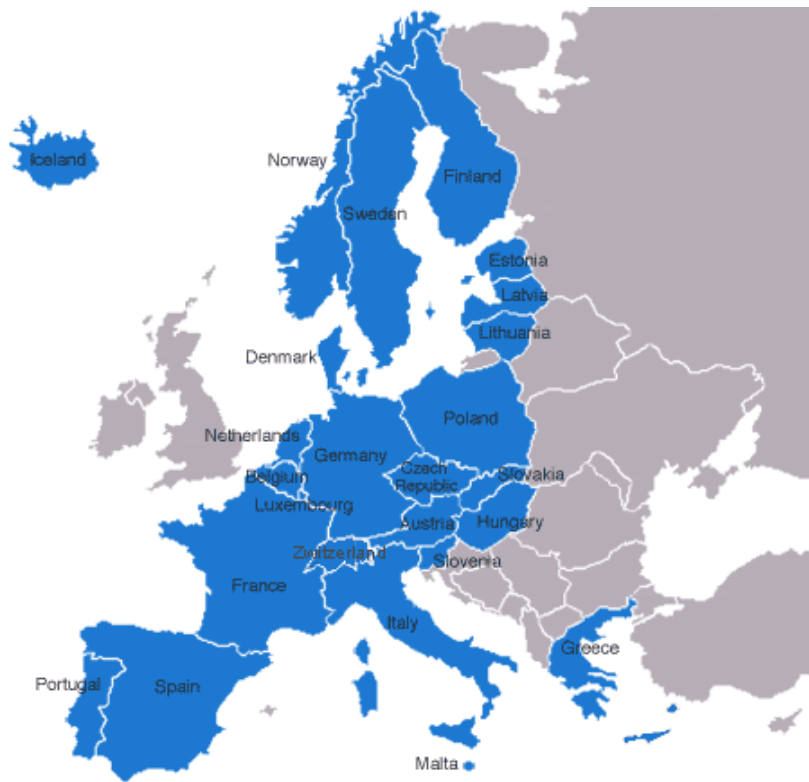 Iceland
Norway
Finland
Sweden
Estonia
Latvia
Lithuania
Denmark
Poland
Netherlands
Germany
Czech
Republic
Slovakia
Belgium
Luxembourg
Austria
Hungary
Zwitzerland
Slovenia
France
Italy
Greece
Portugal
Spain
Malta